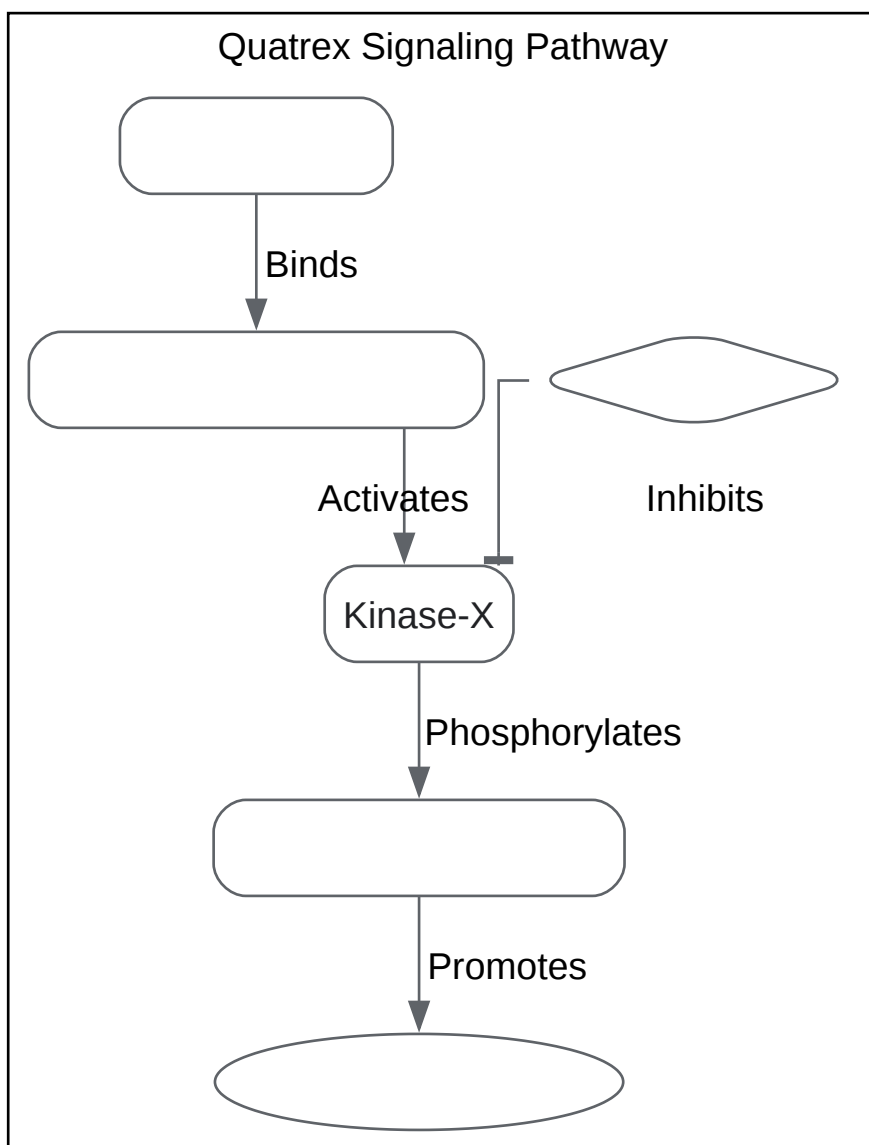 Quatrex Signaling Pathway
Binds
Activates
Inhibits
Kinase-X
Phosphorylates
Promotes